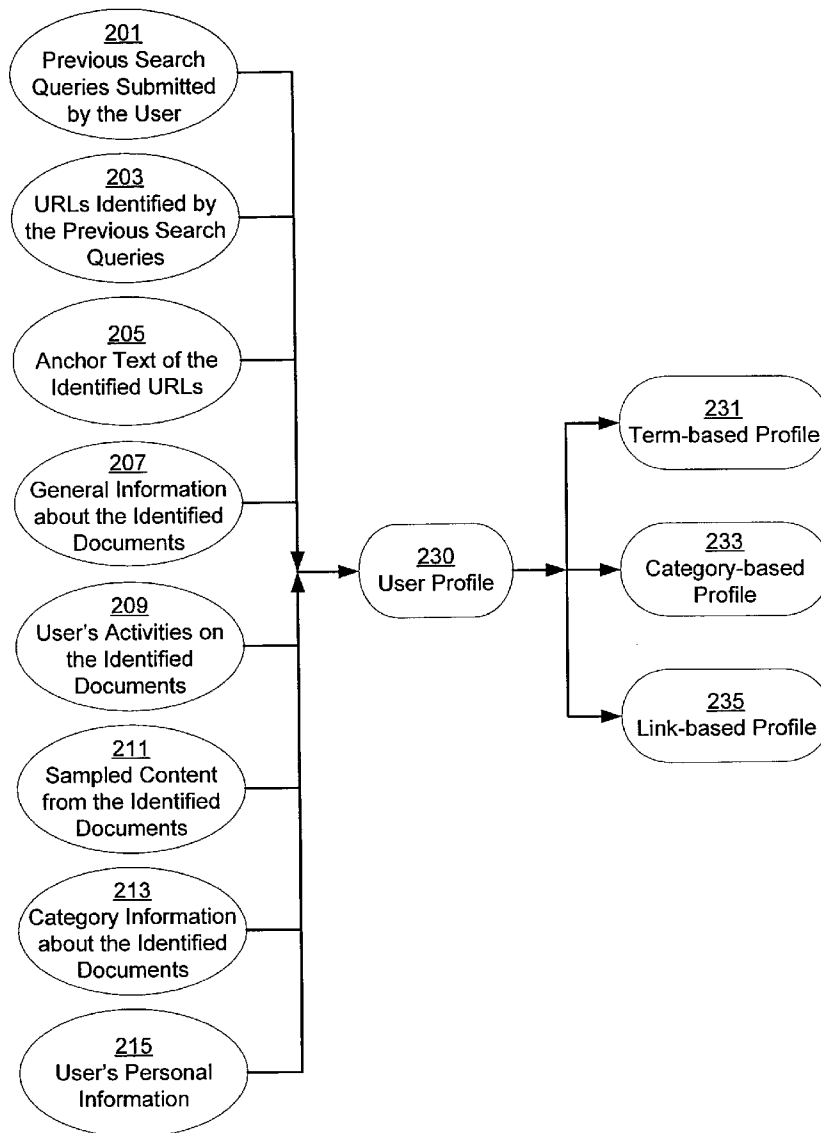 201
Previous Search
Queries Submitted
by the User
203
URLs Identified by
the Previous Search
Queries
205
Anchor Text of the
Identified URLs
207
General Information
about the Identified
Documents
209
User's Activities on
the Identified
Documents
211
Sampled Content
from the Identified
Documents
213
Category Information
about the Identified
Documents
215
User's Personal
Information
230
User Profile
231
Term-based Profile
233
Category-based
Profile
235
Link-based Profile